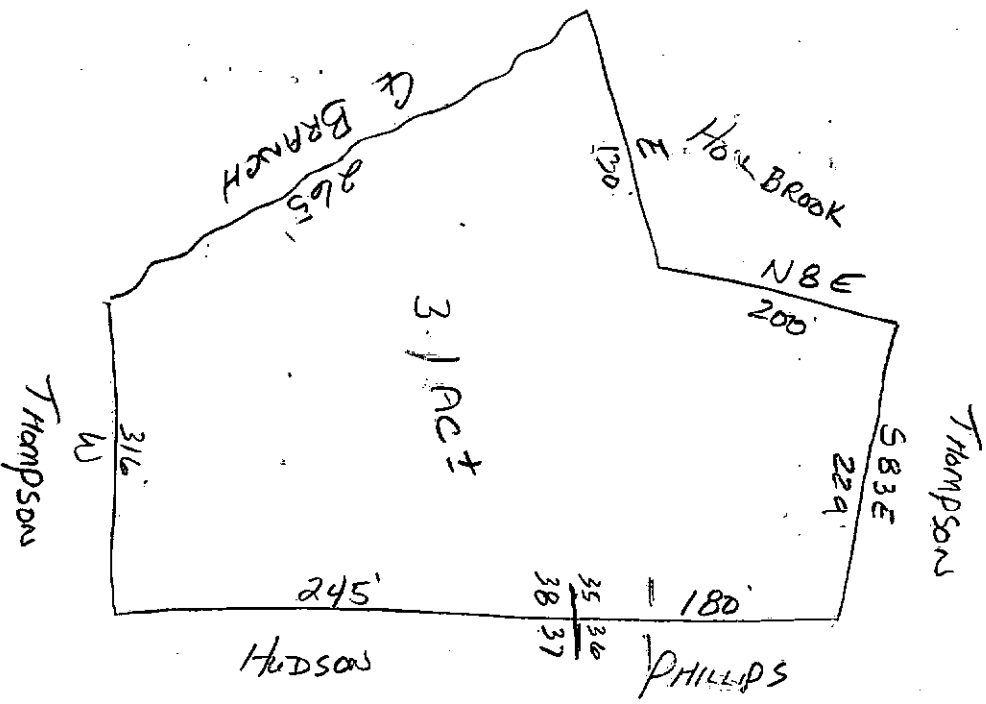 ℄ BRANCH
265'
E
130'
HOLBROOK
N8E
200'
THOMPSON
S83E
229'
3.1 AC ±
THOMPSON
W
316'
245'
35
36
38
37
180'
HUDSON
PHILLIPS